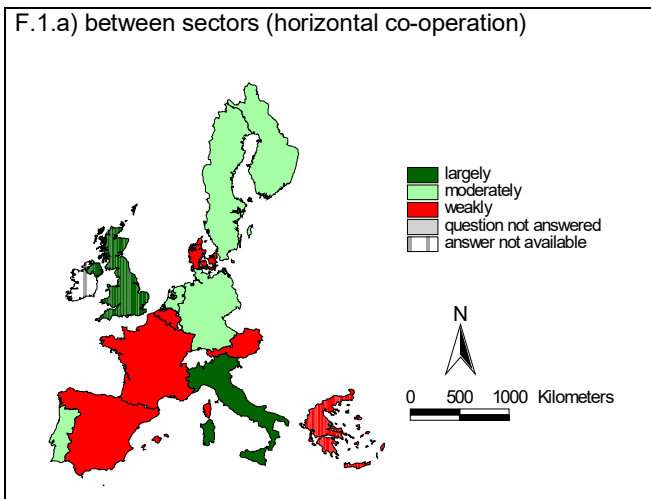 F.1.a) between sectors (horizontal co-operation)
largely
moderately
weakly
question not answered
answer not available
N
0 500 1000 Kilometers